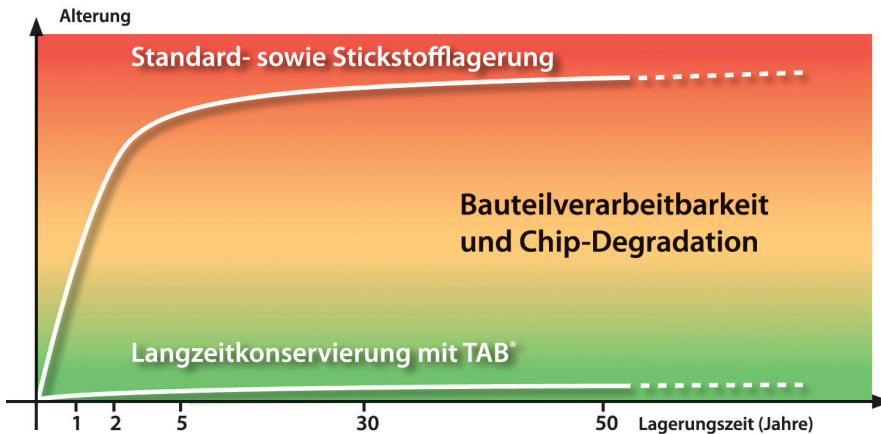 Alterung
Standard- sowie Stickstofflagerung
Bauteilverarbeitbarkeit
und Chip-Degradation
Langzeitkonservierung mit TAB®
1 2 5 30 50 Lagerungszeit (Jahre)